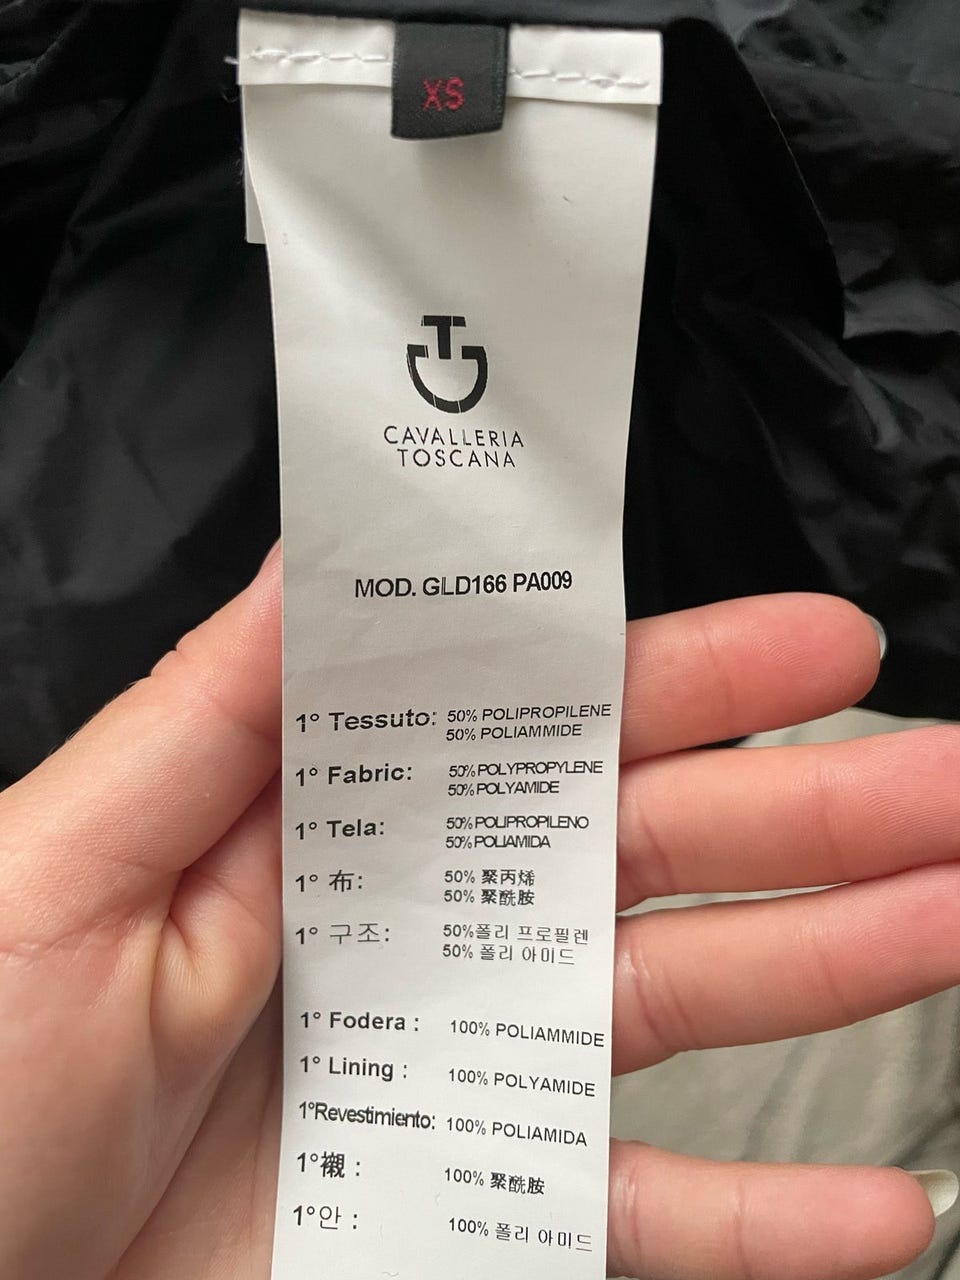 XS
CAVALLERIA
TOSCANA
MOD. GLD166 PA009
1° Tessuto: 50% POLIPROPILENE
50% POLIAMMIDE
1° Fabric: 50% POLYPROPYLENE
50% POLYAMIDE
1° Tela: 50% POLIPROPILENO
50% POLIAMIDA
1° 布: 50% 聚丙烯
50% 聚酰胺
1° 구조: 50%폴리 프로필렌
50% 폴리 아미드
1° Fodera : 100% POLIAMMIDE
1° Lining : 100% POLYAMIDE
1°Revestimiento: 100% POLIAMIDA
1°襯 : 100% 聚酰胺
1°안 : 100% 폴리 아미드